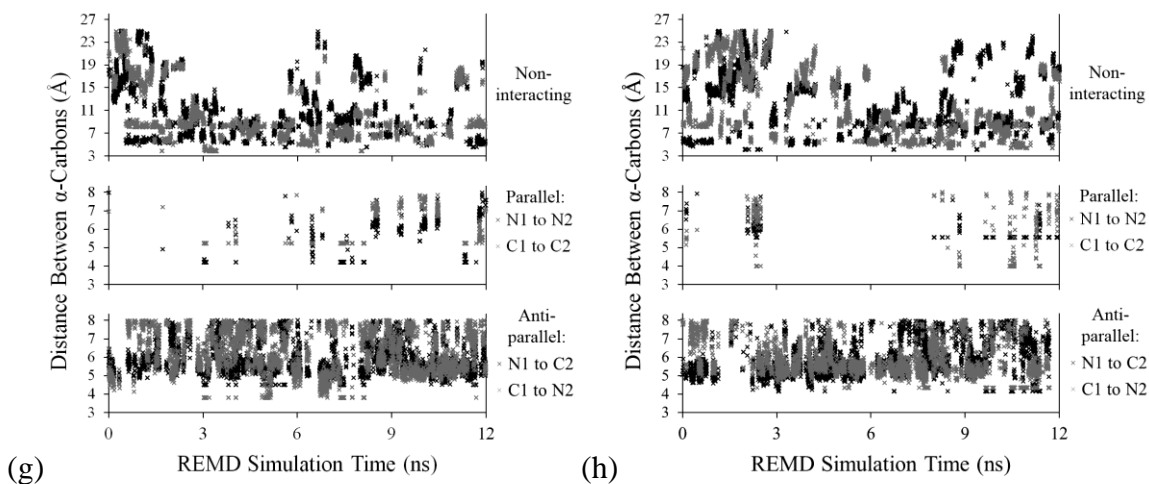 Distance Between α-Carbons (Å)
27
23
19
15
11
7
3
Non-
interacting
8
7
6
5
4
3
Parallel:
× N1 to N2
× C1 to C2
8
7
6
5
4
3
Anti-
parallel:
× N1 to C2
× C1 to N2
0 3 6 9 12
REMD Simulation Time (ns)
(g)
Distance Between α-Carbons (Å)
27
23
19
15
11
7
3
Non-
interacting
8
7
6
5
4
3
Parallel:
× N1 to N2
× C1 to C2
8
7
6
5
4
3
Anti-
parallel:
× N1 to C2
× C1 to N2
0 3 6 9 12
REMD Simulation Time (ns)
(h)